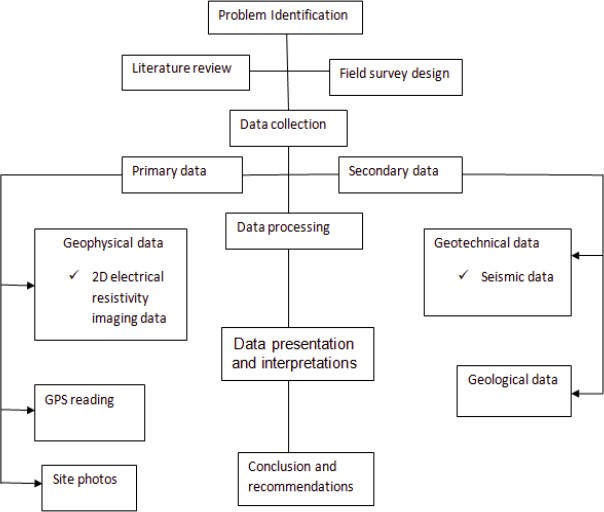 Problem Identification
Literature review
Field survey design
Data collection
Primary data
Secondary data
Data processing
Geophysical data
✓ 2D electrical
resistivity
imaging data
Geotechnical data
✓ Seismic data
Data presentation
and interpretations
Geological data
GPS reading
Conclusion and
recommendations
Site photos